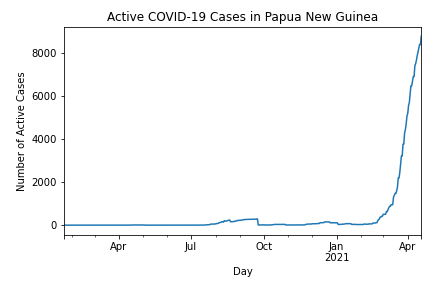 Active COVID-19 Cases in Papua New Guinea
Number of Active Cases
8000
6000
4000
2000
0
Apr
Jul
Oct
Jan
2021
Apr
Day